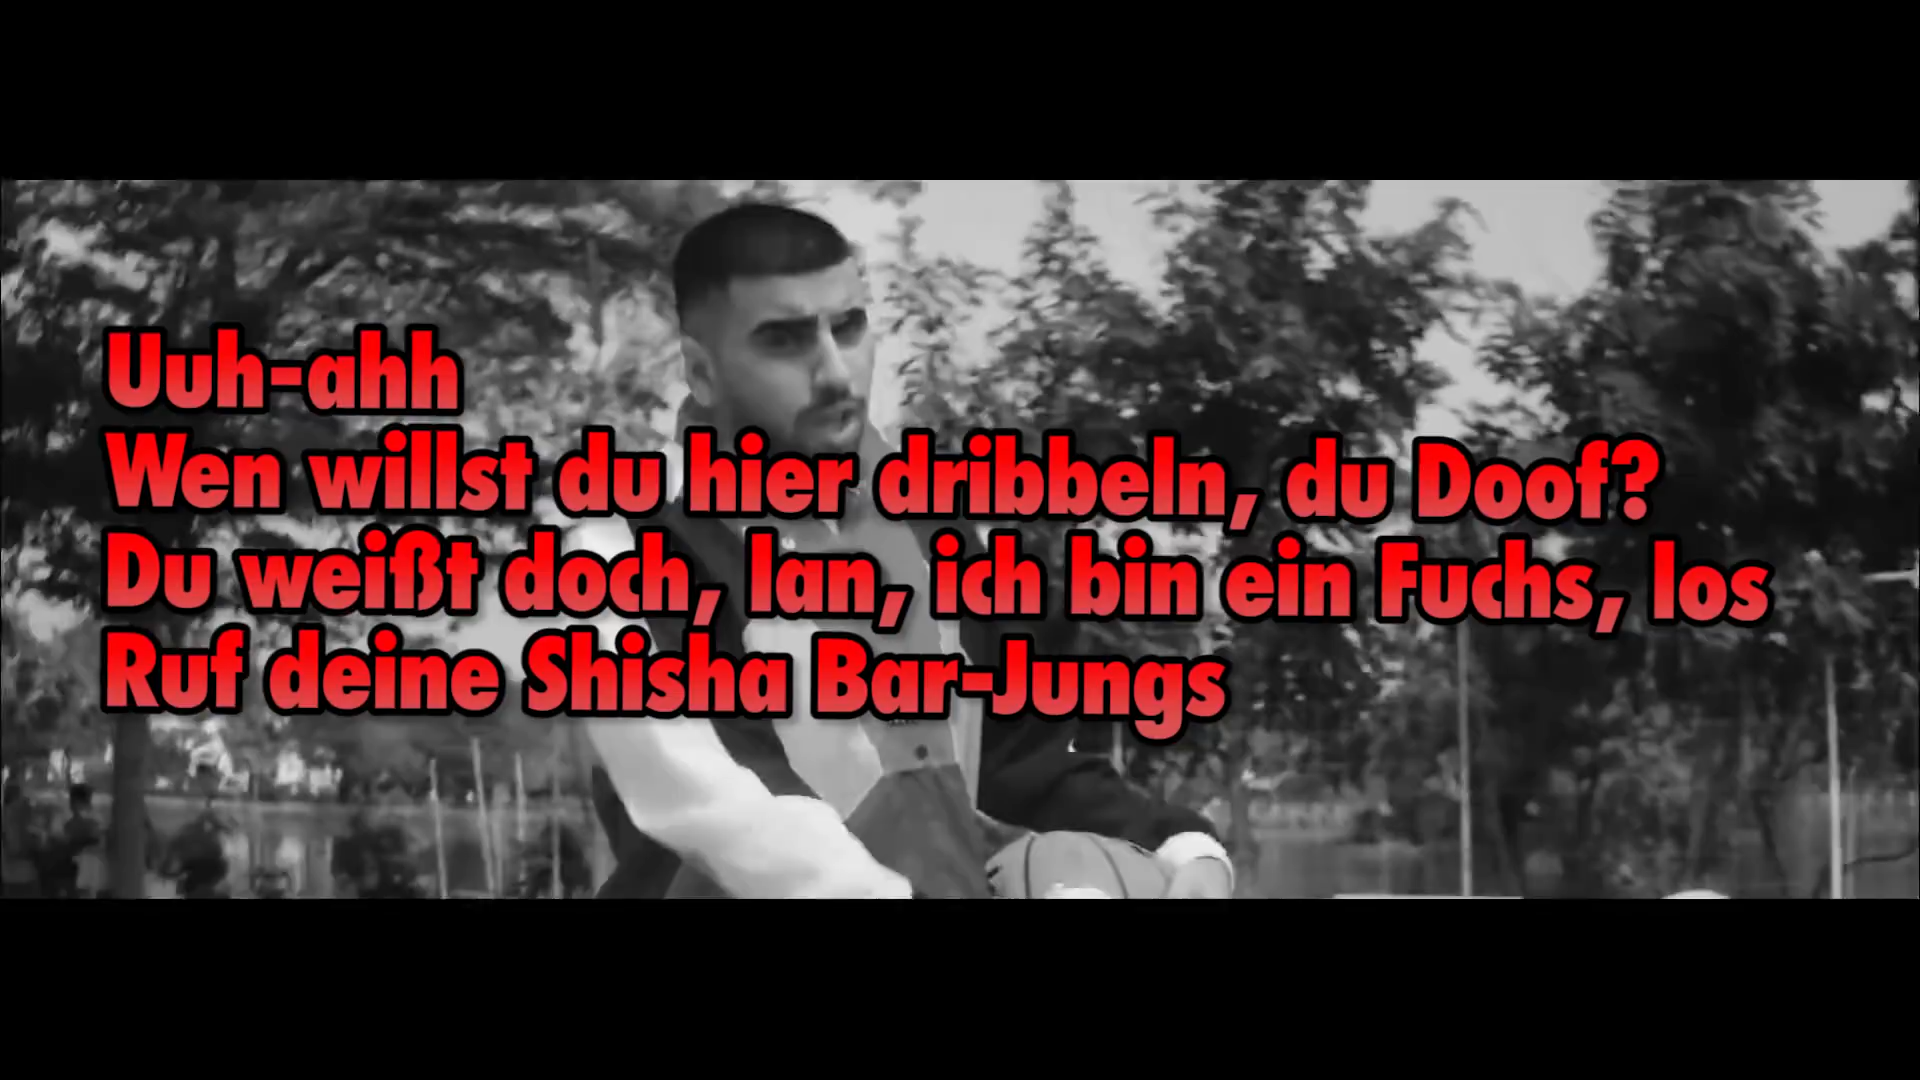 Uuh-ahh
Wen willst du hier dribbeln, du Doof?
Du weißt doch, lan, ich bin ein Fuchs, los
Ruf deine Shisha Bar-Jungs